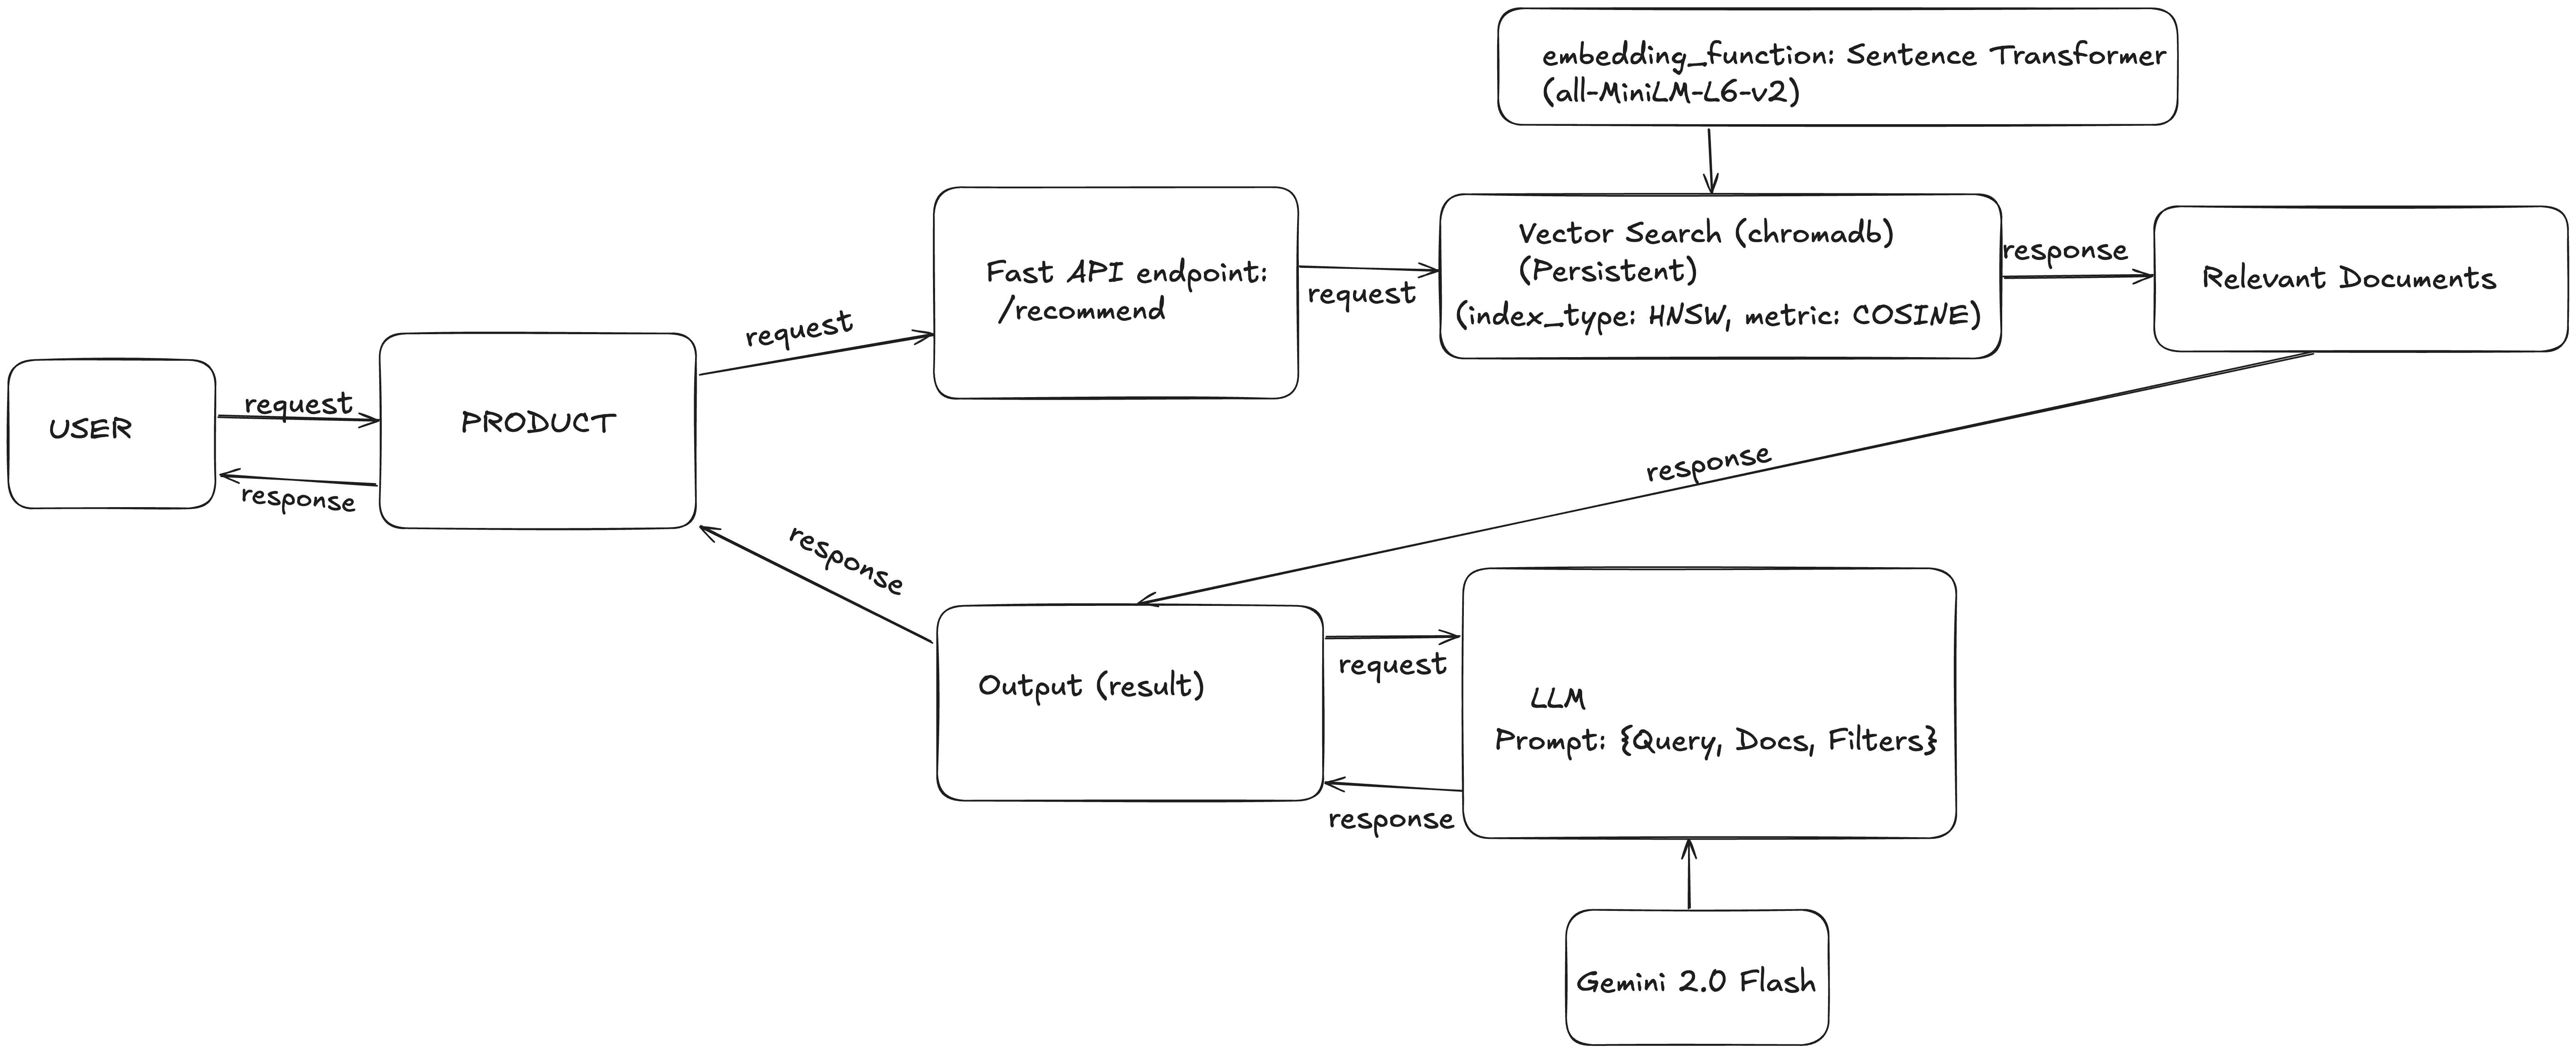 embedding_function: Sentence Transformer
(all-MiniLM-L6-v2)
Fast API endpoint:
/recommend
request
Vector Search (chromadb)
(Persistent)
(index_type: HNSW, metric: COSINE)
response
Relevant Documents
request
USER
request
response
PRODUCT
response
response
Output (result)
request
response
LLM
Prompt: {Query, Docs, Filters}
Gemini 2.0 Flash